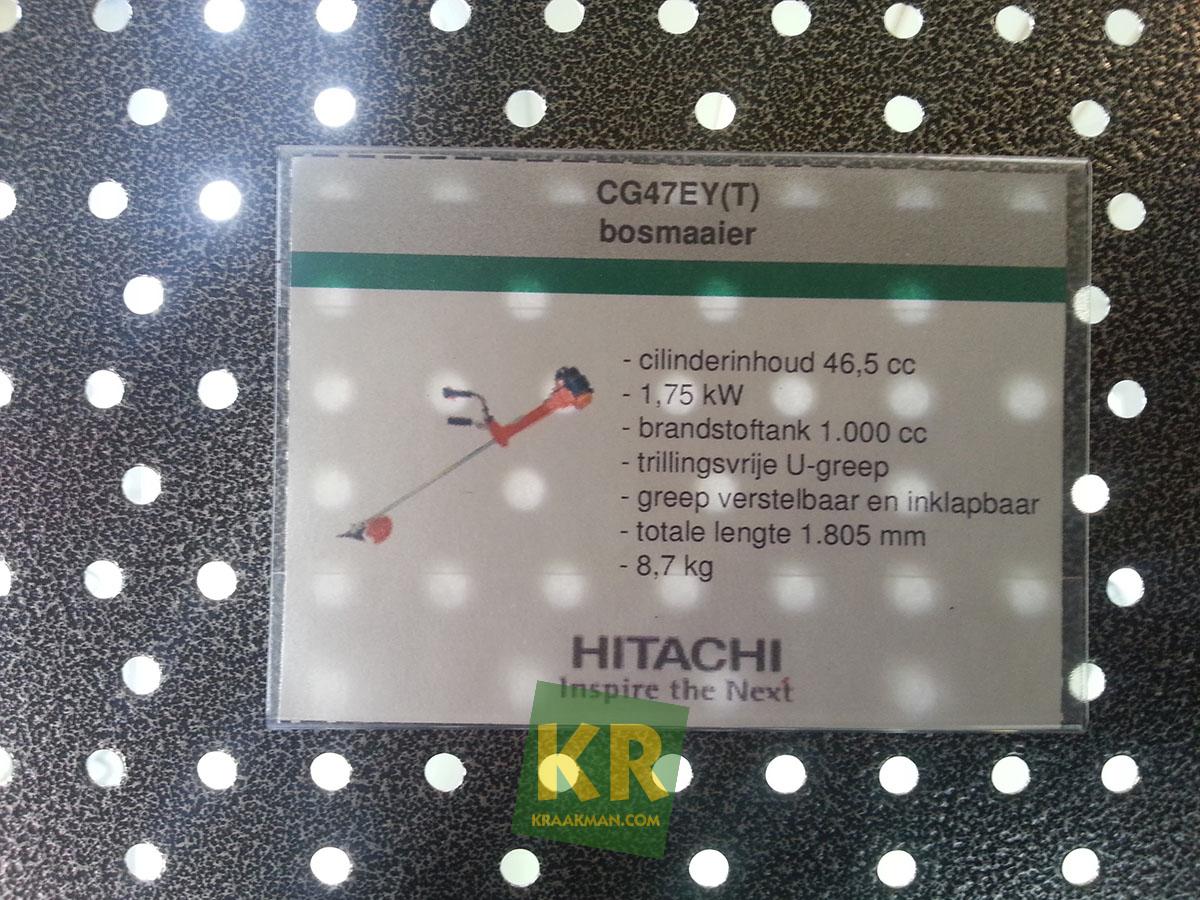 CG47EY(T)
bosmaaier
- cilinderinhoud 46,5 cc
- 1,75 kW
- brandstoftank 1.000 cc
- trillingsvrije U-greep
- greep verstelbaar en inklapbaar
- totale lengte 1.805 mm
- 8,7 kg
HITACHI
Inspire the Next
KR
KRAAKMAN.COM